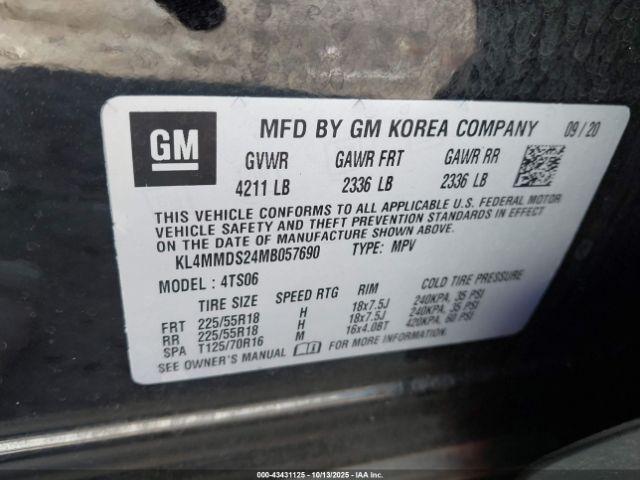 GM
MFD BY GM KOREA COMPANY 09/20
GVWR GAWR FRT GAWR RR
4211 LB 2336 LB 2336 LB
THIS VEHICLE CONFORMS TO ALL APPLICABLE U.S. FEDERAL MOTOR
VEHICLE SAFETY AND THEFT PREVENTION STANDARDS IN EFFECT
ON THE DATE OF MANUFACTURE SHOWN ABOVE.
KL4MMDS24MB057690 TYPE: MPV
MODEL: 4TS06
TIRE SIZE SPEED RTG RIM COLD TIRE PRESSURE
FRT 225/55R18 H 18x7.5J 240KPA, 35 PSI
RR 225/55R18 H 18x7.5J 240KPA, 35 PSI
SPA T125/70R16 M 16x4.0BT 420KPA, 60 PSI
SEE OWNER'S MANUAL FOR MORE INFORMATION.
000-43431125 - 10/13/2025 - IAAI.COM